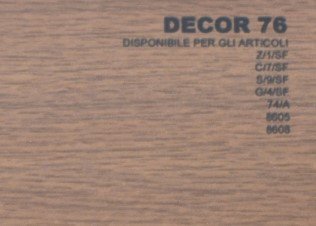 DECOR 76
DISPONIBILE PER GLI ARTICOLI
Z/1/SF
C/7/SF
S/9/SF
G/4/SF
74/A
8605
8608